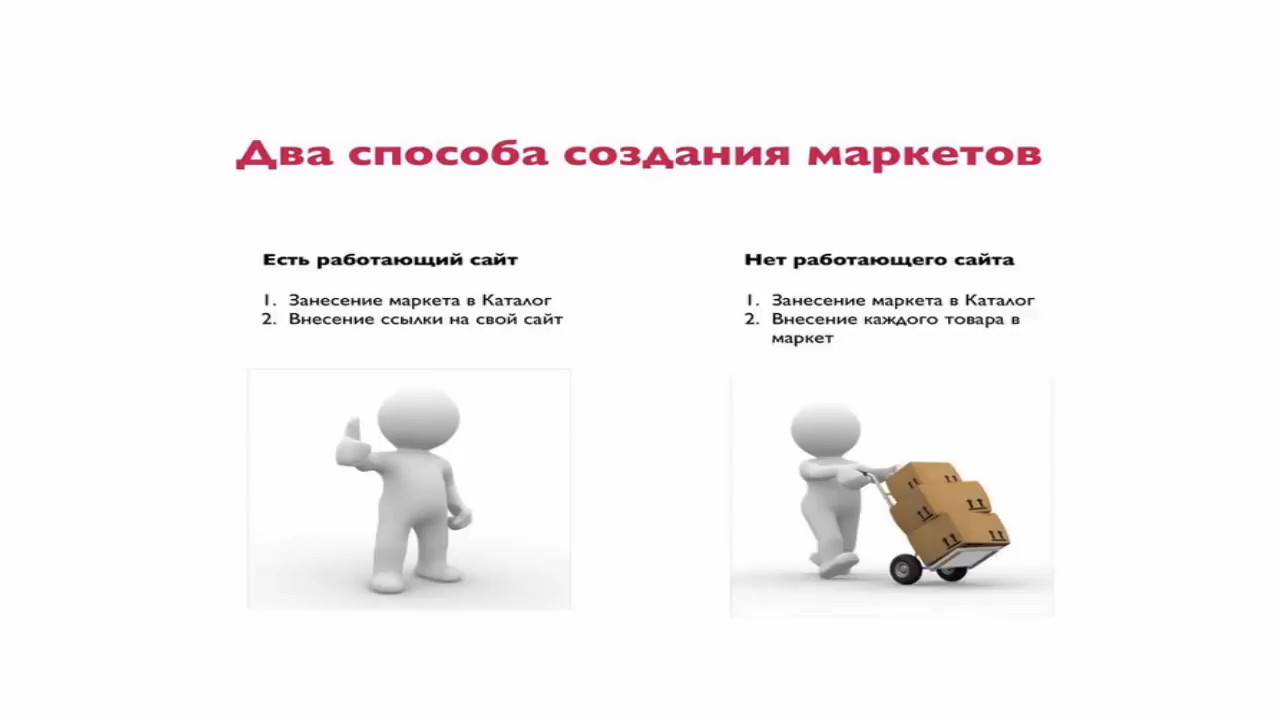 Два способа создания маркетов
Есть работающий сайт
1. Занесение маркета в Каталог
2. Внесение ссылки на свой сайт
Нет работающего сайта
1. Занесение маркета в Каталог
2. Внесение каждого товара в
маркет